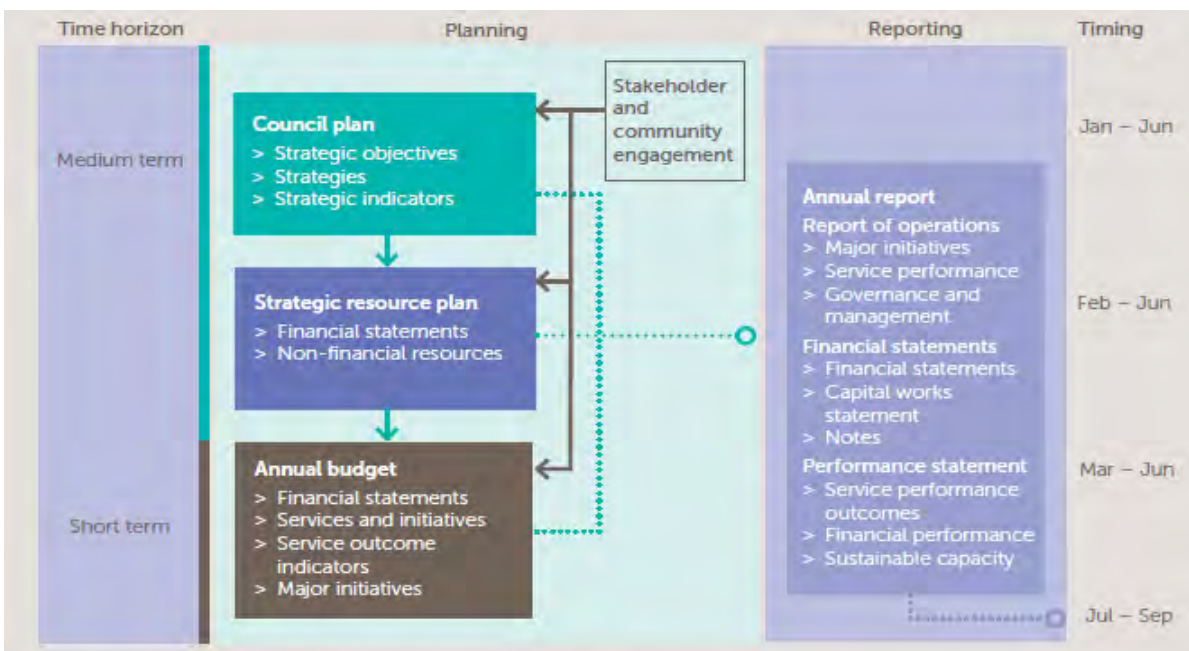 Time horizon
Planning
Reporting
Timing
Medium term
Short term
Council plan
> Strategic objectives
> Strategies
> Strategic indicators
Strategic resource plan
> Financial statements
> Non-financial resources
Annual budget
> Financial statements
> Services and initiatives
> Service outcome
indicators
> Major initiatives
Stakeholder
and
community
engagement
Annual report
Report of operations
> Major initiatives
> Service performance
> Governance and
management
Financial statements
> Financial statements
> Capital works
statement
> Notes
Performance statement
> Service performance
outcomes
> Financial performance
> Sustainable capacity
Jan – Jun
Feb – Jun
Mar – Jun
Jul – Sep